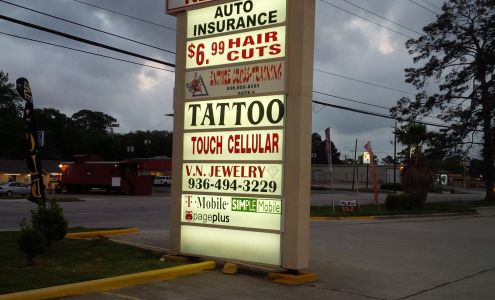 AUTO
INSURANCE
$6.99 HAIR
CUTS
TATTOO
TOUCH CELLULAR
V.N. JEWELRY
936-494-3229
T-Mobile SIMPLE Mobile
pageplus